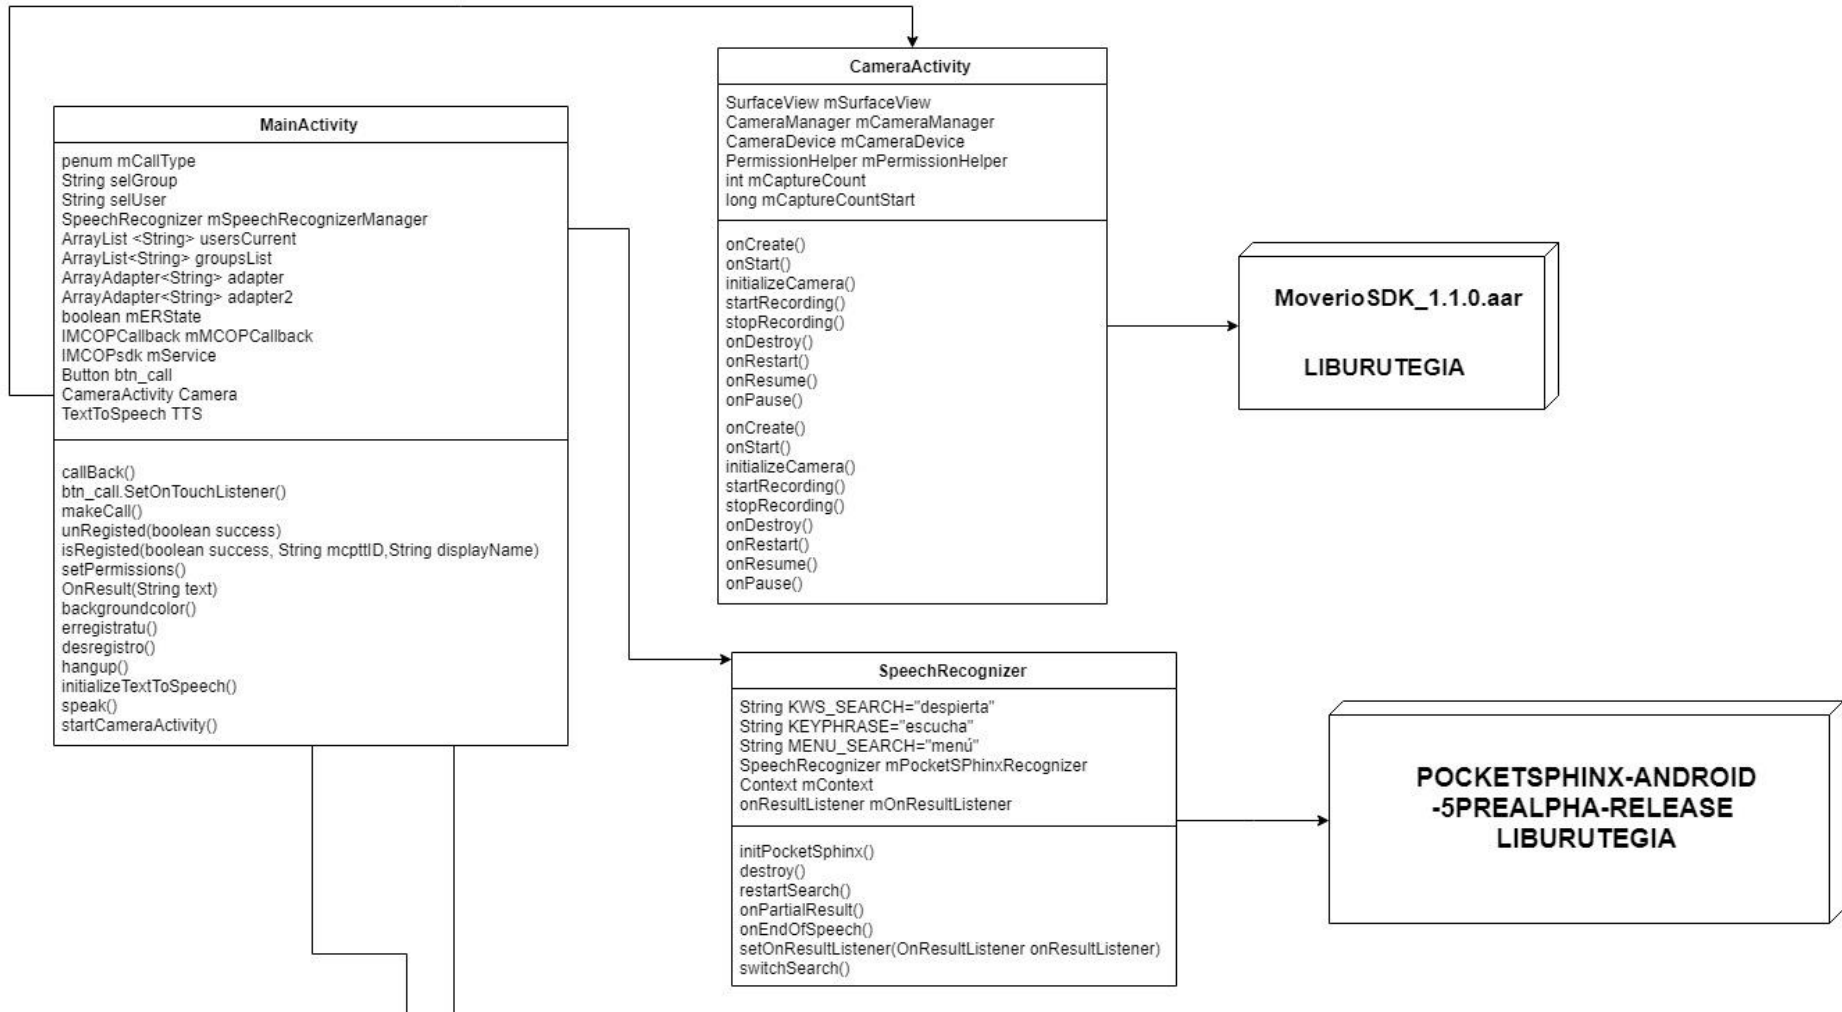 MainActivity
penum mCallType
String selGroup
String selUser
SpeechRecognizer mSpeechRecognizerManager
ArrayList <String> usersCurrent
ArrayList<String> groupsList
ArrayAdapter<String> adapter
ArrayAdapter<String> adapter2
boolean mERState
IMCOPCallback mMCOPCallback
IMCOPsdk mService
Button btn_call
CameraActivity Camera
TextToSpeech TTS
callBack()
btn_call.SetOnTouchListener()
makeCall()
unRegisted(boolean success)
isRegisted(boolean success, String mcpttID,String displayName)
setPermissions()
OnResult(String text)
backgroundcolor()
erregistratu()
desregistro()
hangup()
initializeTextToSpeech()
speak()
startCameraActivity()
CameraActivity
SurfaceView mSurfaceView
CameraManager mCameraManager
CameraDevice mCameraDevice
PermissionHelper mPermissionHelper
int mCaptureCount
long mCaptureCountStart
onCreate()
onStart()
initializeCamera()
startRecording()
stopRecording()
onDestroy()
onRestart()
onResume()
onPause()
onCreate()
onStart()
initializeCamera()
startRecording()
stopRecording()
onDestroy()
onRestart()
onResume()
onPause()
MoverioSDK_1.1.0.aar
LIBURUTEGIA
SpeechRecognizer
String KWS_SEARCH="despierta"
String KEYPHRASE="escucha"
String MENU_SEARCH="menú"
SpeechRecognizer mPocketSPhinxRecognizer
Context mContext
onResultListener mOnResultListener
initPocketSphinx()
destroy()
restartSearch()
onPartialResult()
onEndOfSpeech()
setOnResultListener(OnResultListener onResultListener)
switchSearch()
POCKETSPHINX-ANDROID
-5PREALPHA-RELEASE
LIBURUTEGIA